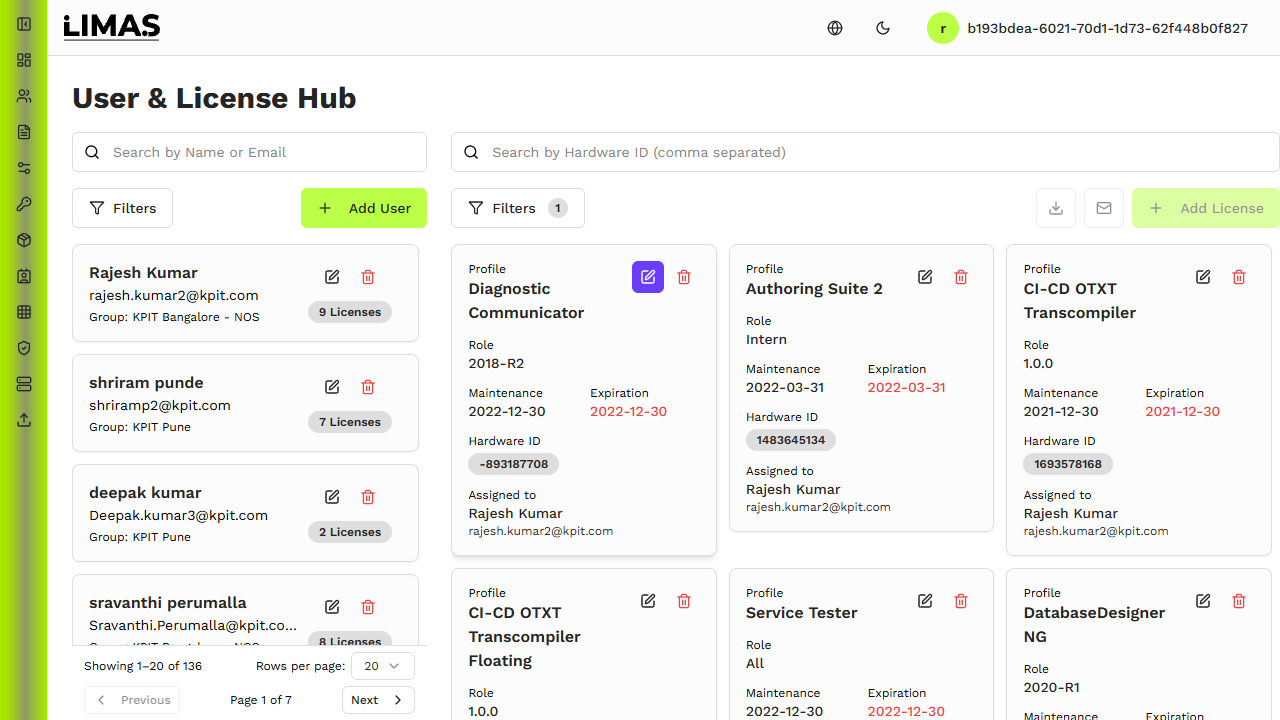 LIMAS
r
b193bdea-6021-70d1-1d73-62f448b0f827
User & License Hub
Search by Name or Email
Filters
Add User
Rajesh Kumar
rajesh.kumar2@kpit.com
Group: KPIT Bangalore - NOS
9 Licenses
shriram punde
shriramp2@kpit.com
Group: KPIT Pune
7 Licenses
deepak kumar
Deepak.kumar3@kpit.com
Group: KPIT Pune
2 Licenses
sravanthi perumalla
Sravanthi.Perumalla@kpit.co...
8 Licenses
Showing 1–20 of 136
Rows per page:
20
Previous
Page 1 of 7
Next
Search by Hardware ID (comma separated)
Filters
1
Add License
Profile
Diagnostic
Communicator
Role
2018-R2
Maintenance
2022-12-30
Expiration
2022-12-30
Hardware ID
-893187708
Assigned to
Rajesh Kumar
rajesh.kumar2@kpit.com
Profile
Authoring Suite 2
Role
Intern
Maintenance
2022-03-31
Expiration
2022-03-31
Hardware ID
1483645134
Assigned to
Rajesh Kumar
rajesh.kumar2@kpit.com
Profile
CI-CD OTXT
Transcompiler
Role
1.0.0
Maintenance
2021-12-30
Expiration
2021-12-30
Hardware ID
1693578168
Assigned to
Rajesh Kumar
rajesh.kumar2@kpit.com
Profile
CI-CD OTXT
Transcompiler
Floating
Role
1.0.0
Profile
Service Tester
Role
All
Maintenance
2022-12-30
Expiration
2022-12-30
Profile
DatabaseDesigner
NG
Role
2020-R1
Maintenance
Expiration